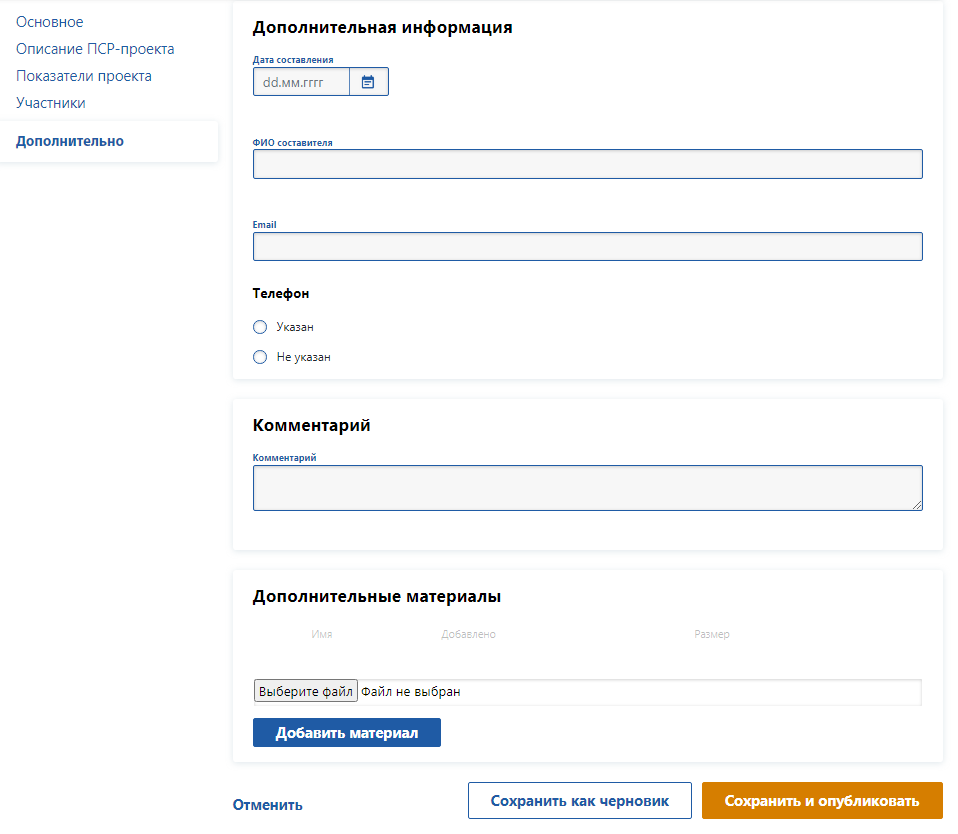 Основное
Описание ПСР-проекта
Показатели проекта
Участники
Дополнительно
Дополнительная информация
Дата составления
dd.мм.гггг
ФИО составителя
Email
Телефон
Указан
Не указан
Комментарий
Комментарий
Дополнительные материалы
Имя Добавлено Размер
Выберите файл Файл не выбран
Добавить материал
Отменить Сохранить как черновик Сохранить и опубликовать